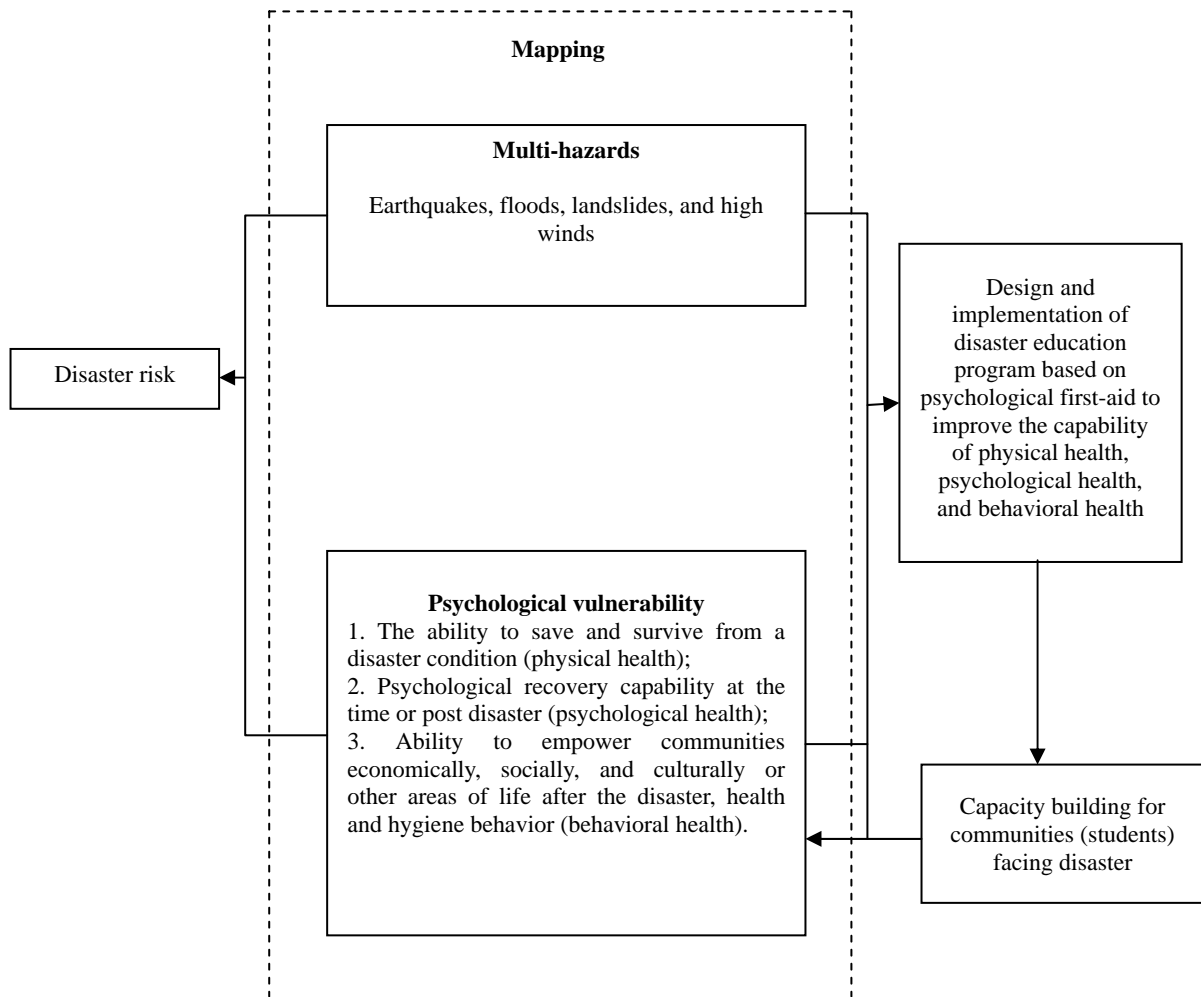 Mapping
Multi-hazards
Earthquakes, floods, landslides, and high
winds
Disaster risk
Design and
implementation of
disaster education
program based on
psychological first-aid to
improve the capability
of physical health,
psychological health,
and behavioral health
Psychological vulnerability
1. The ability to save and survive from a
disaster condition (physical health);
2. Psychological recovery capability at the
time or post disaster (psychological health);
3. Ability to empower communities
economically, socially, and culturally or
other areas of life after the disaster, health
and hygiene behavior (behavioral health).
Capacity building for
communities (students)
facing disaster